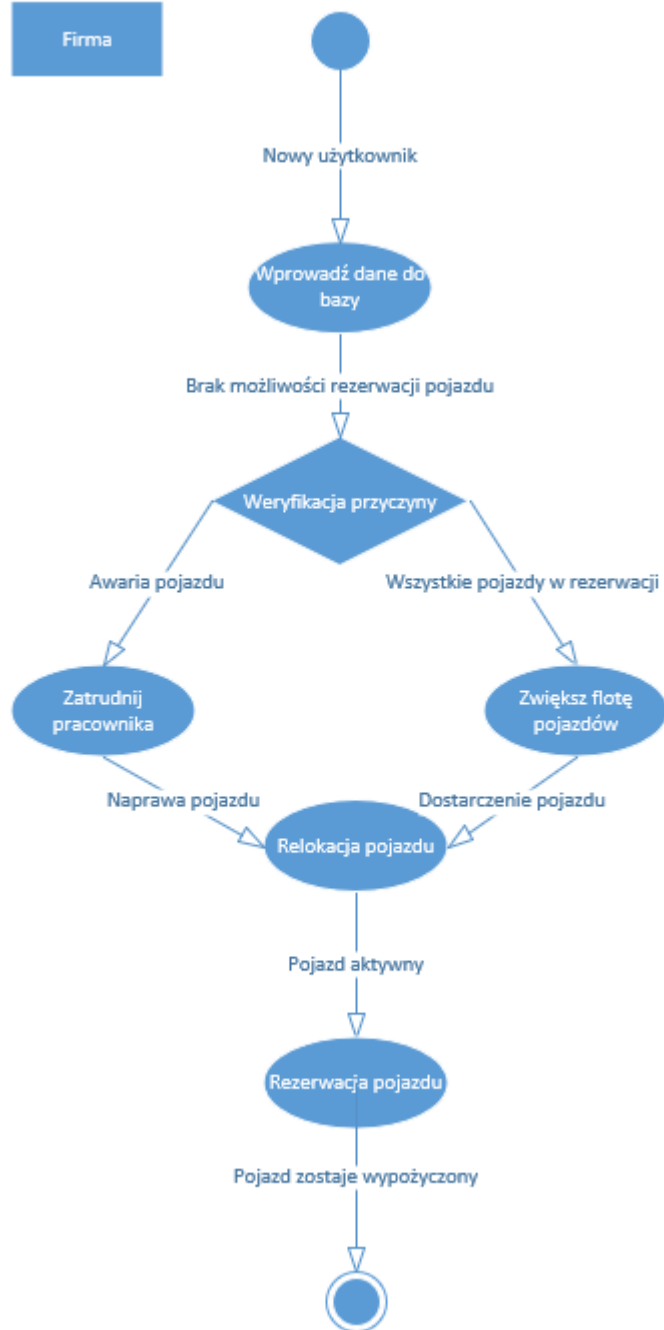 Firma
Nowy użytkownik
Wprowadź dane do
bazy
Brak możliwości rezerwacji pojazdu
Weryfikacja przyczyny
Awaria pojazdu
Wszystkie pojazdy w rezerwacji
Zatrudnij
pracownika
Zwiększ flotę
pojazdów
Naprawa pojazdu
Dostarczenie pojazdu
Relokacja pojazdu
Pojazd aktywny
Rezerwacja pojazdu
Pojazd zostaje wypożyczony